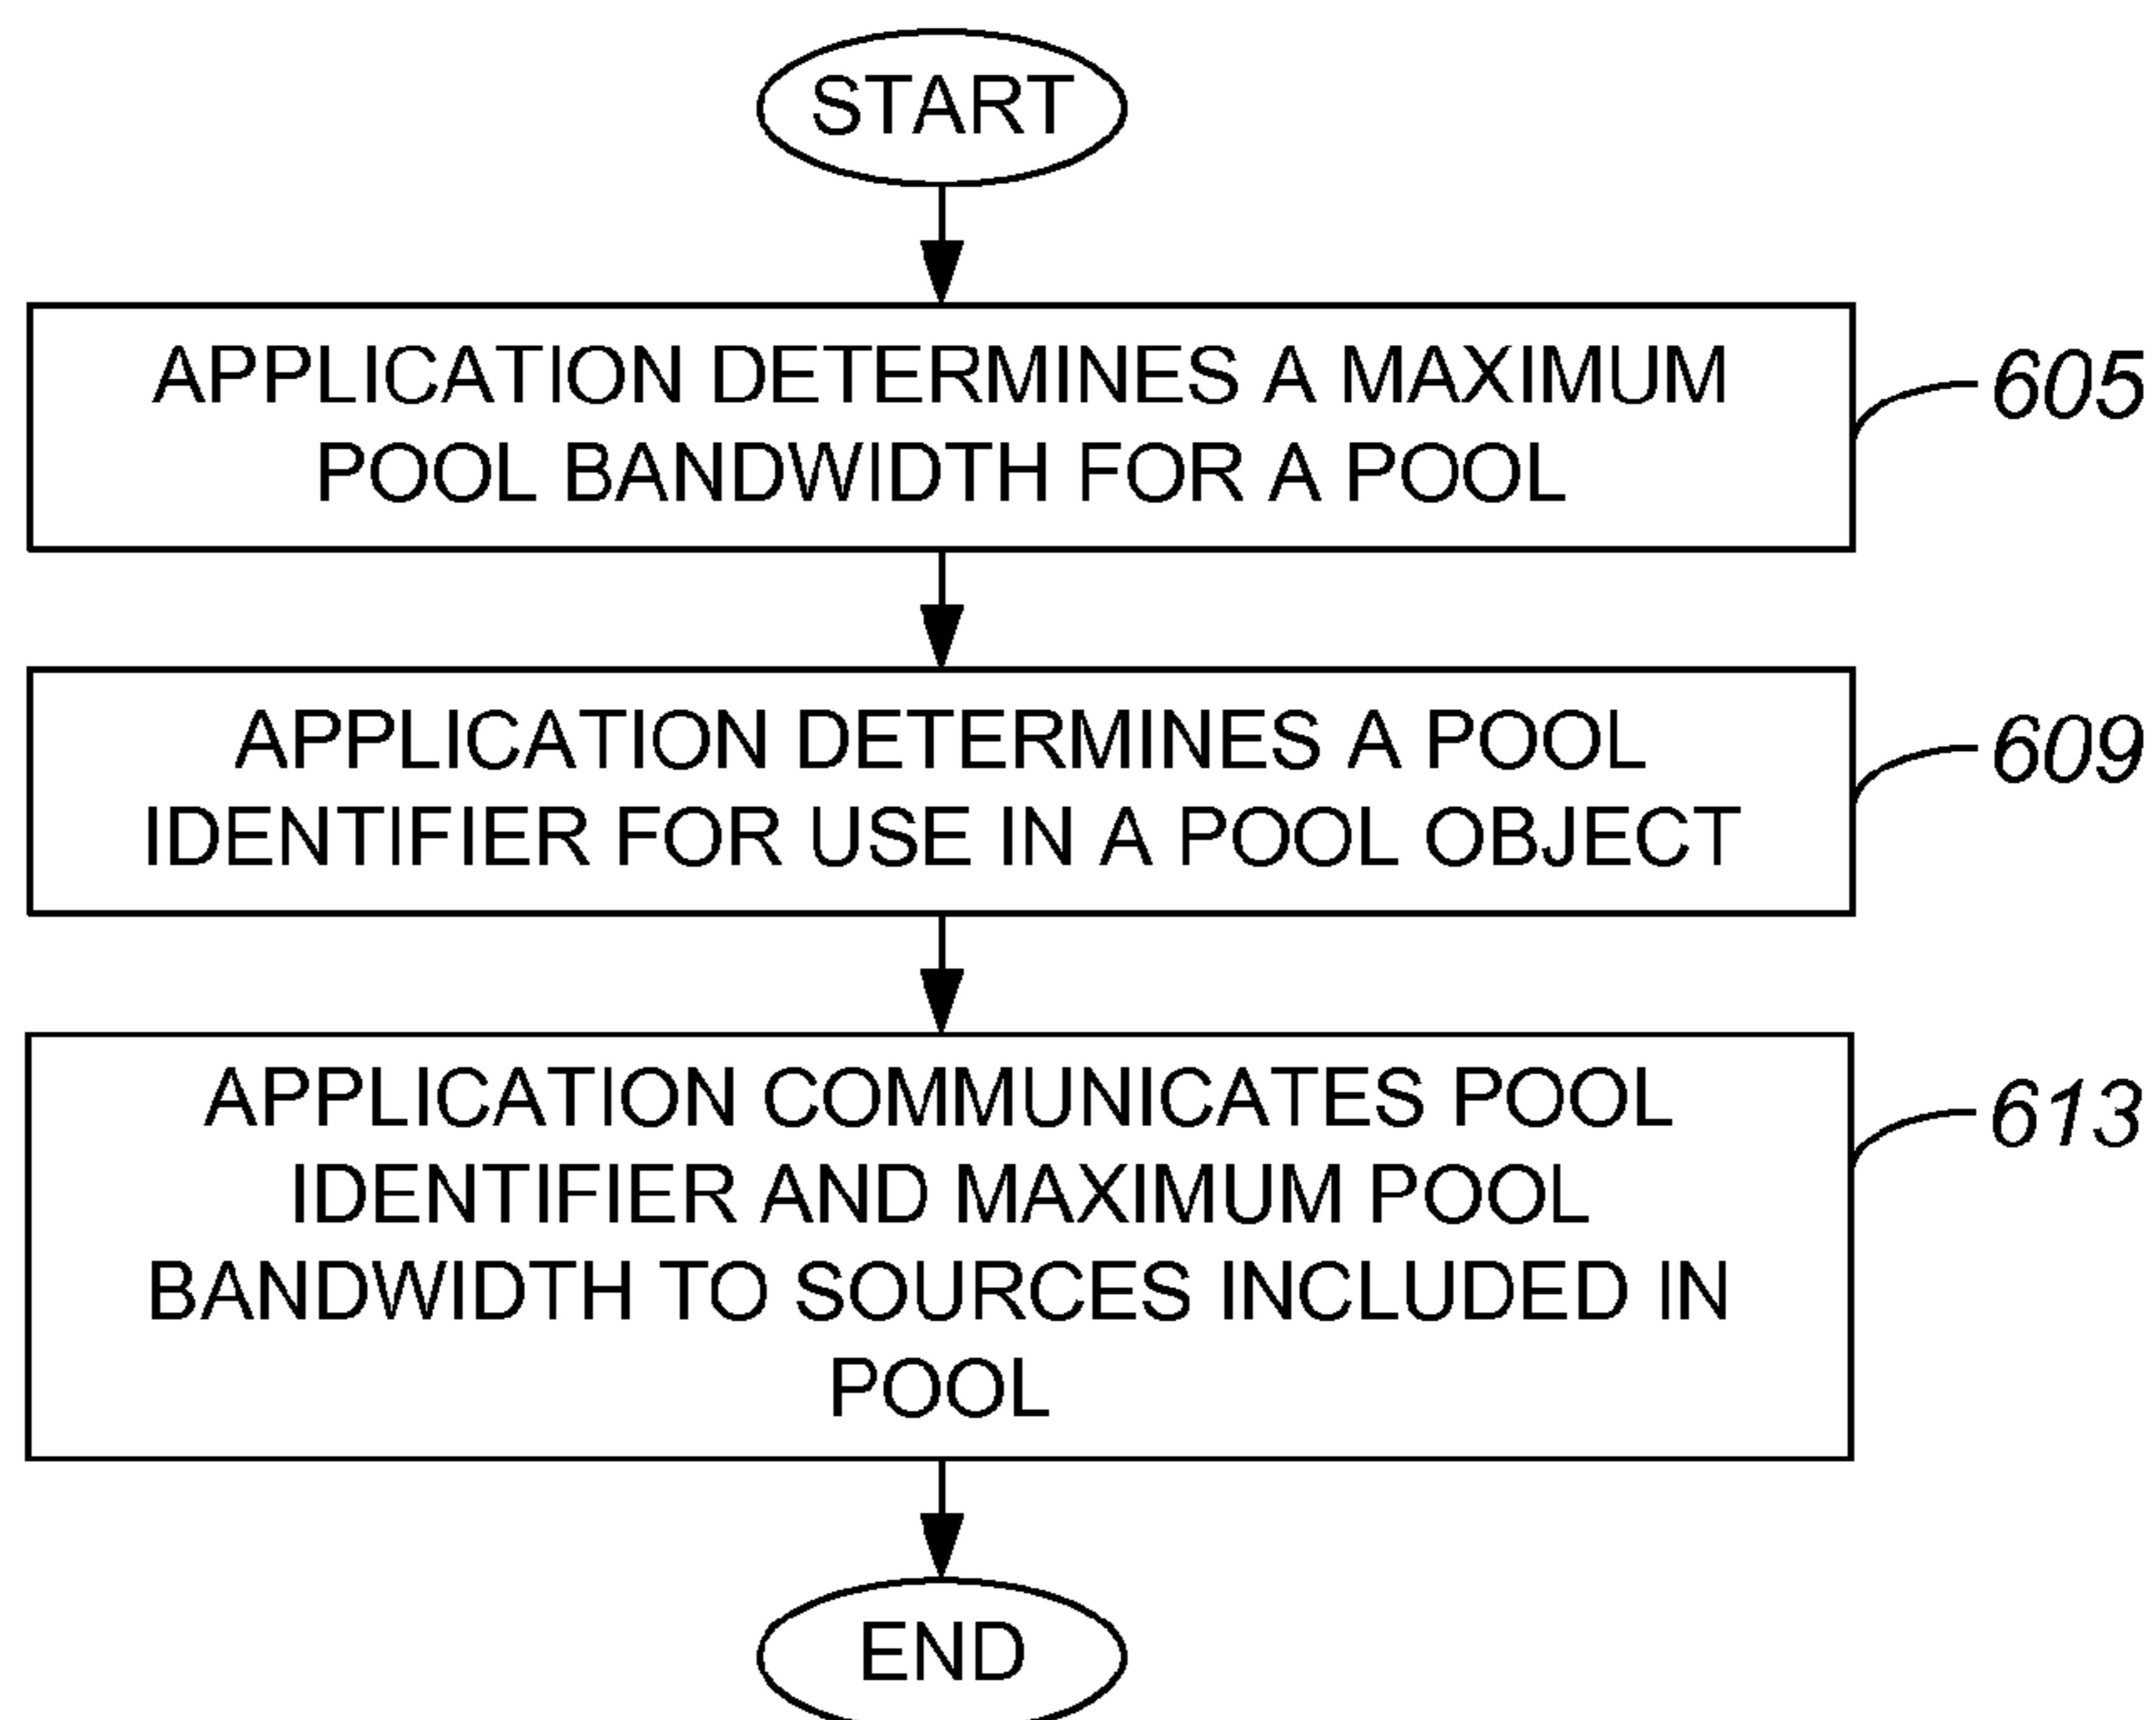 START
APPLICATION DETERMINES A MAXIMUM
POOL BANDWIDTH FOR A POOL
605
APPLICATION DETERMINES A POOL
IDENTIFIER FOR USE IN A POOL OBJECT
609
APPLICATION COMMUNICATES POOL
IDENTIFIER AND MAXIMUM POOL
BANDWIDTH TO SOURCES INCLUDED IN
POOL
613
END